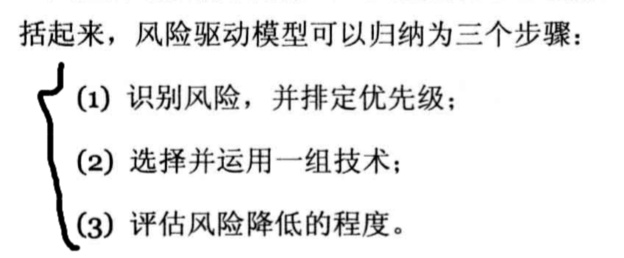 括起来，风险驱动模型可以归纳为三个步骤：
(1) 识别风险，并排定优先级；
(2) 选择并运用一组技术；
(3) 评估风险降低的程度。